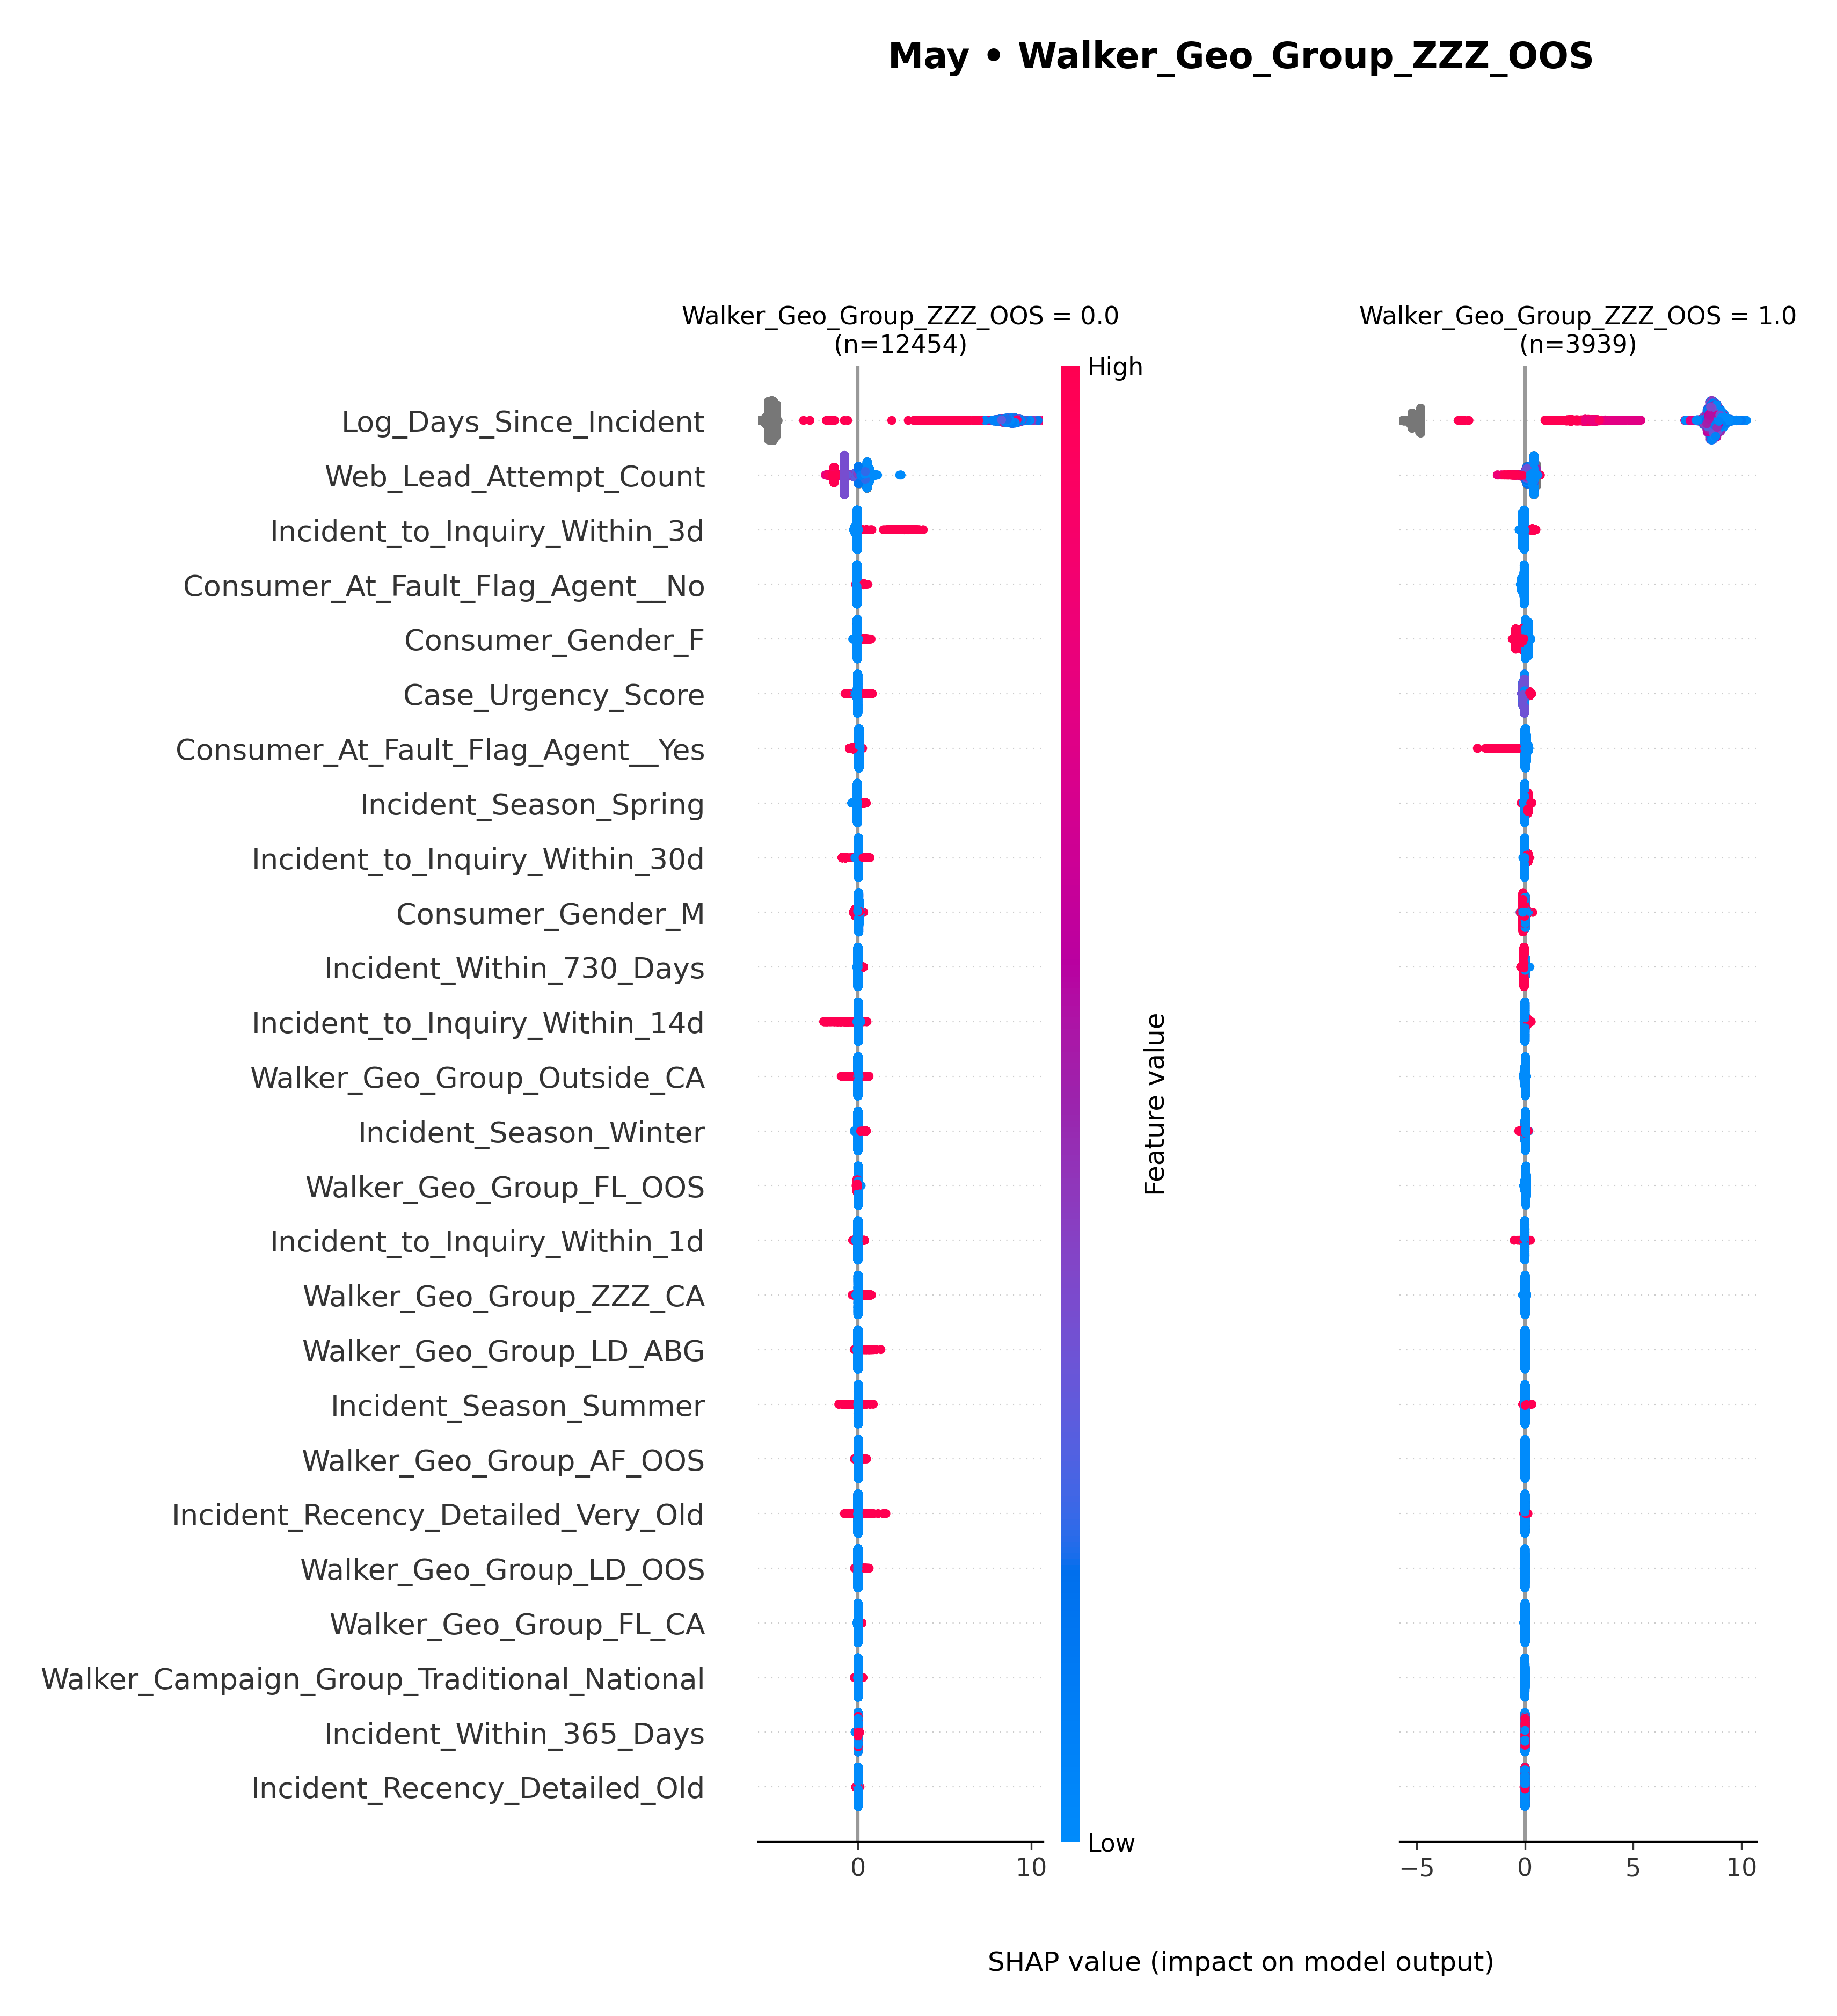 May • Walker_Geo_Group_ZZZ_OOS
Walker_Geo_Group_ZZZ_OOS = 0.0
(n=12454)
Walker_Geo_Group_ZZZ_OOS = 1.0
(n=3939)
High
Log_Days_Since_Incident
Web_Lead_Attempt_Count
Incident_to_Inquiry_Within_3d
Consumer_At_Fault_Flag_Agent__No
Consumer_Gender_F
Case_Urgency_Score
Consumer_At_Fault_Flag_Agent__Yes
Incident_Season_Spring
Incident_to_Inquiry_Within_30d
Consumer_Gender_M
Incident_Within_730_Days
Incident_to_Inquiry_Within_14d
Walker_Geo_Group_Outside_CA
Incident_Season_Winter
Walker_Geo_Group_FL_OOS
Incident_to_Inquiry_Within_1d
Walker_Geo_Group_ZZZ_CA
Walker_Geo_Group_LD_ABG
Incident_Season_Summer
Walker_Geo_Group_AF_OOS
Incident_Recency_Detailed_Very_Old
Walker_Geo_Group_LD_OOS
Walker_Geo_Group_FL_CA
Walker_Campaign_Group_Traditional_National
Incident_Within_365_Days
Incident_Recency_Detailed_Old
Feature value
Low
0 10
−5 0 5 10
SHAP value (impact on model output)